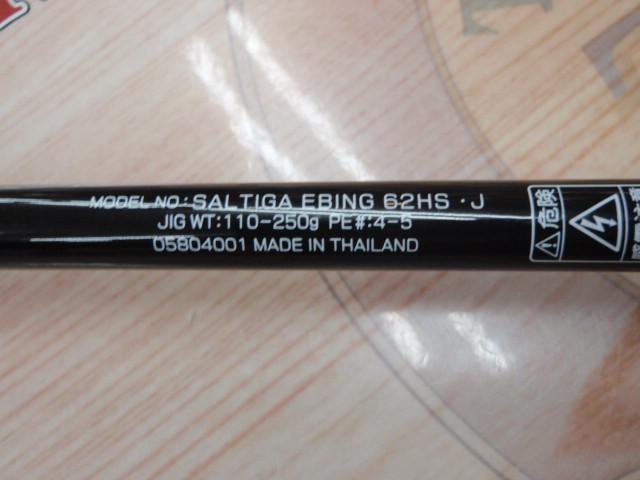 MODEL NO.: SALTIGA EBING 62HS・J
JIG WT:110-250g PE#:4-5
05804001 MADE IN THAILAND
危険